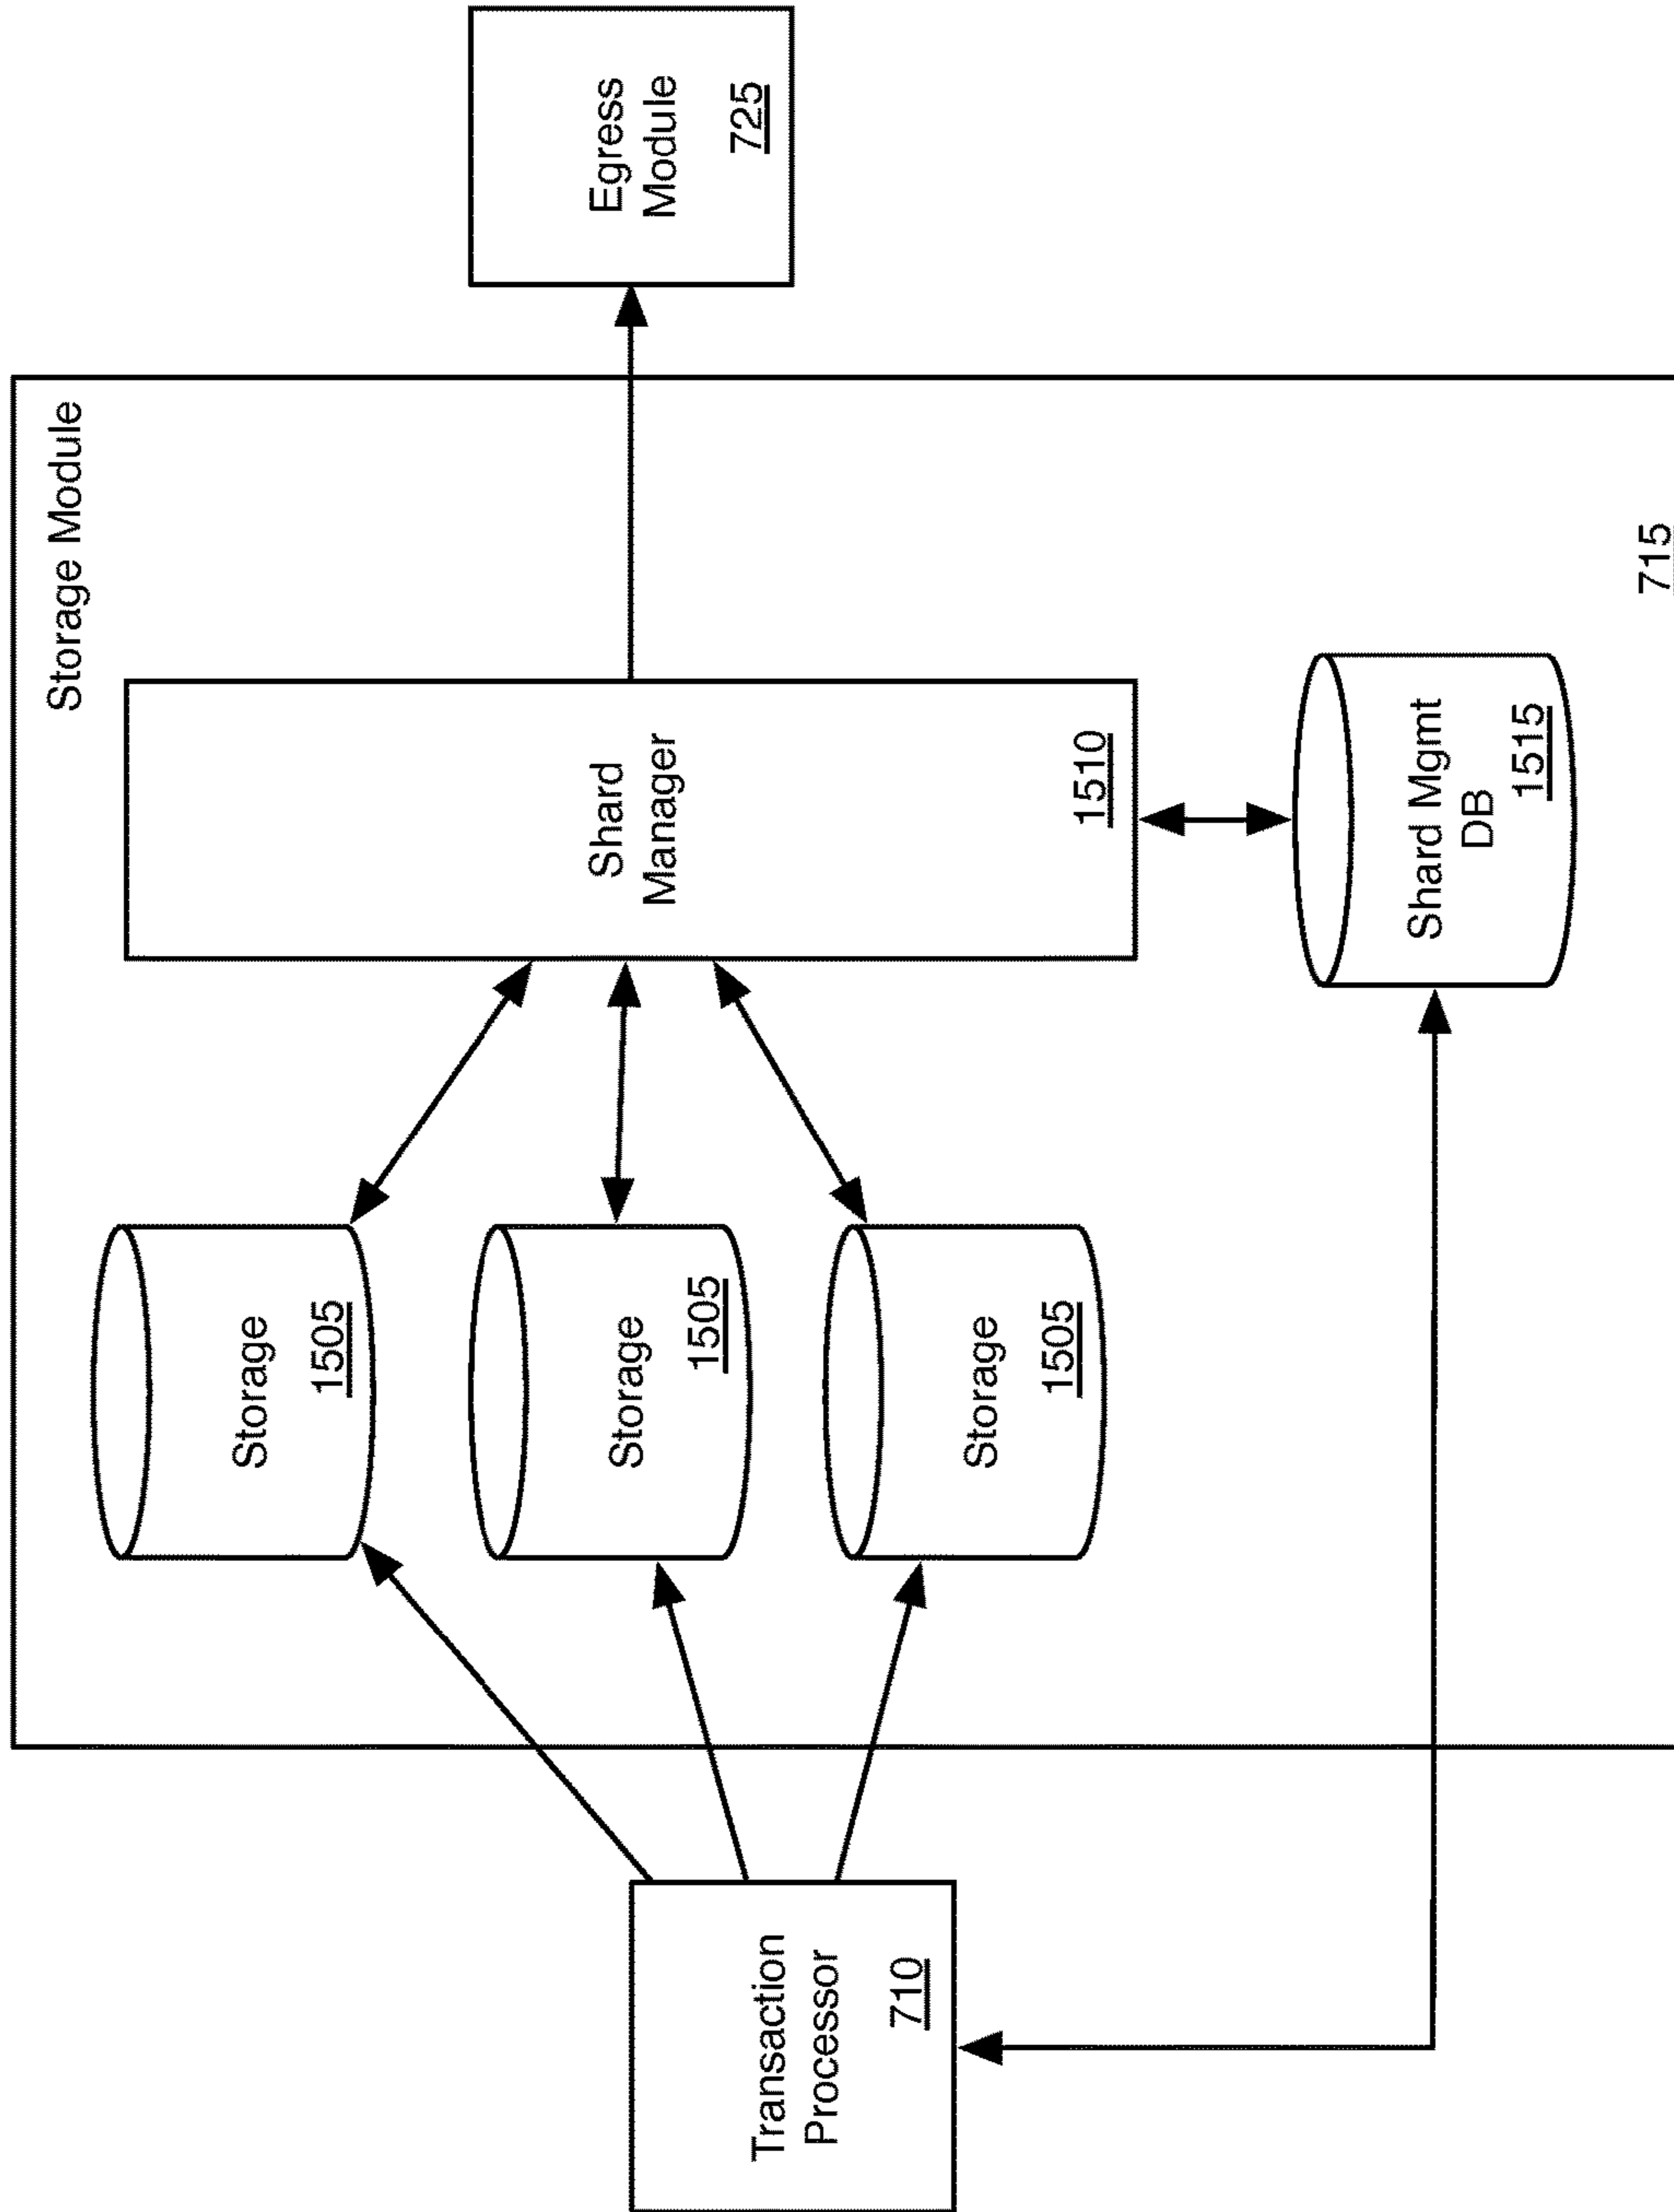 Storage Module
Transaction
Processor
710
Storage
1505
Storage
1505
Storage
1505
Shard
Manager
1510
Shard Mgmt
DB
1515
715
Egress
Module
725